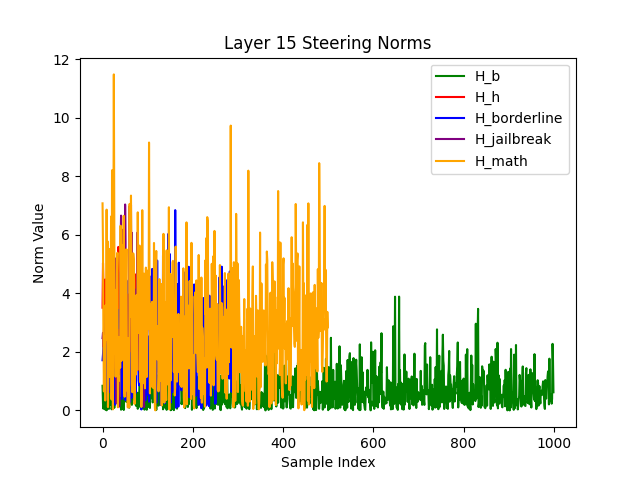 Layer 15 Steering Norms
12
10
8
6
4
2
0
Norm Value
H_b
H_h
H_borderline
H_jailbreak
H_math
0 200 400 600 800 1000
Sample Index